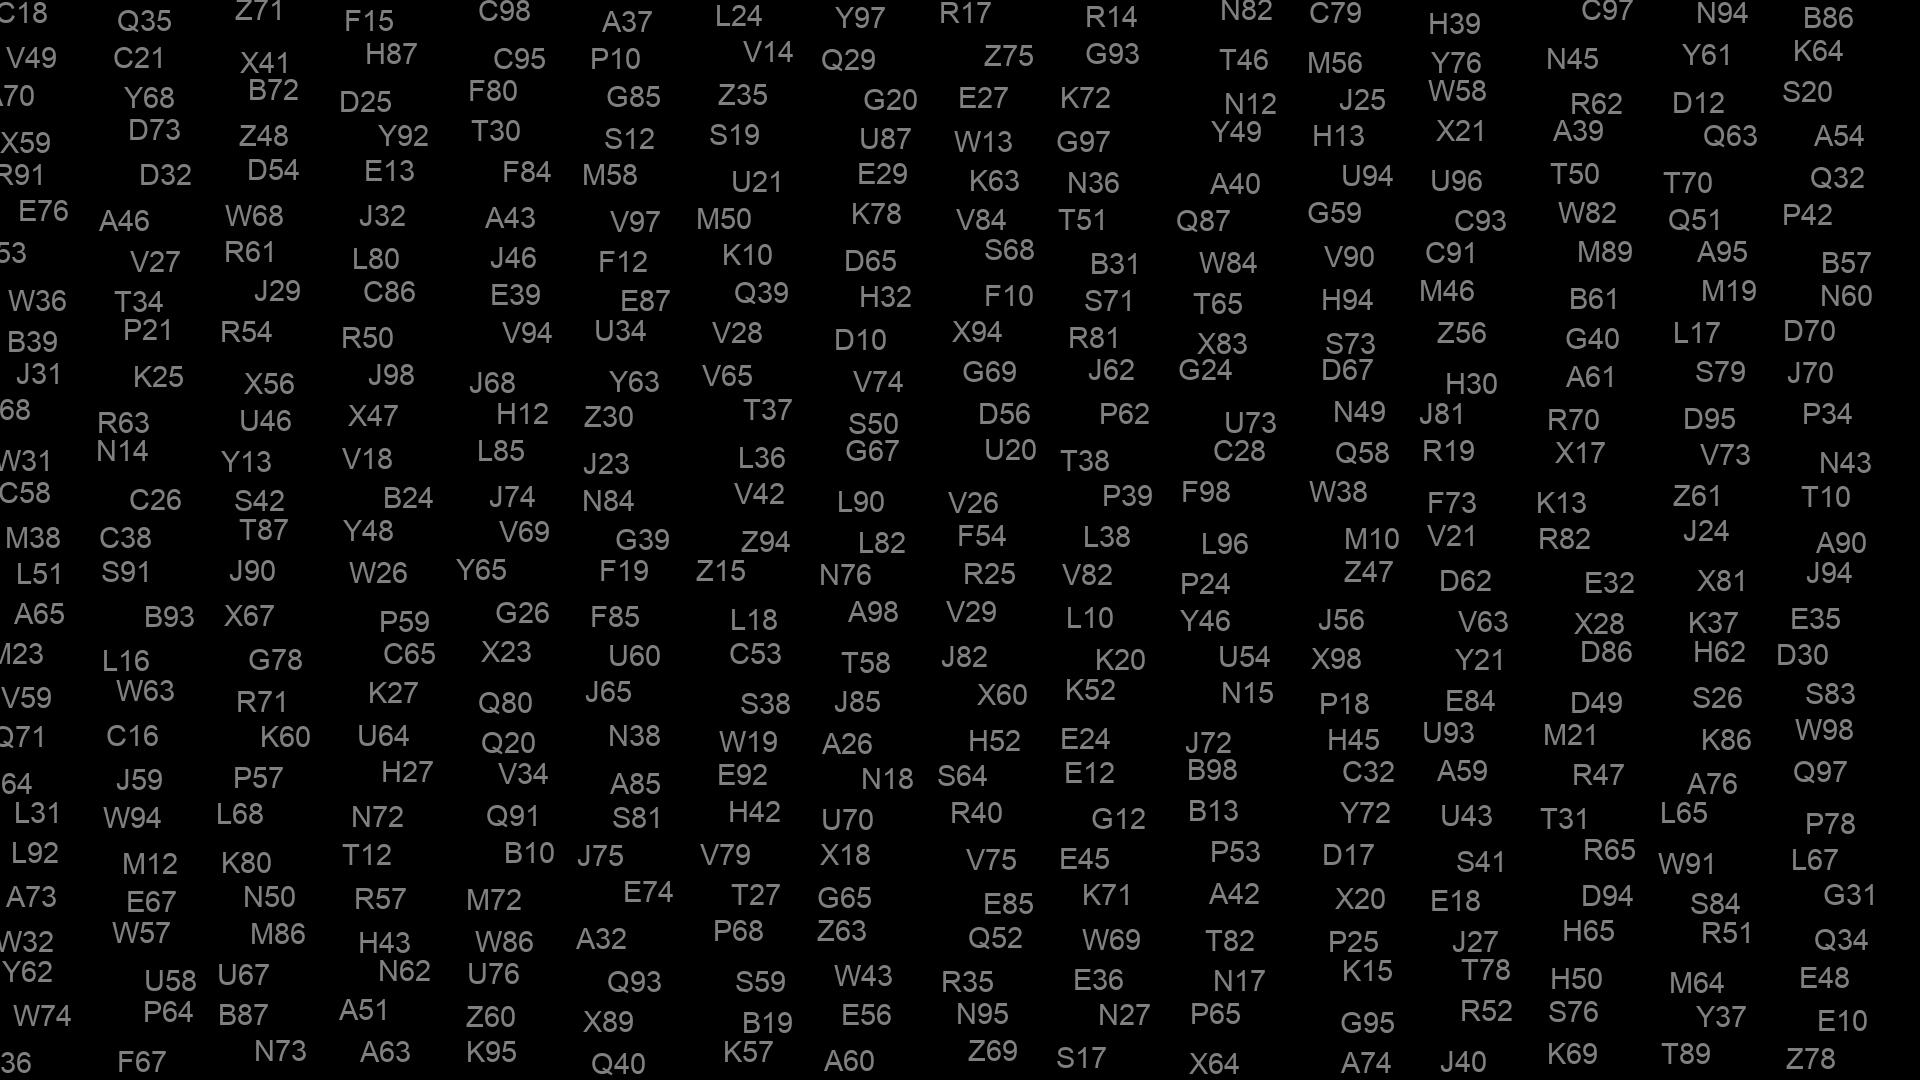 C18 Q35 Z71 F15 C98 A37 L24 Y97 R17 R14 N82 C79 H39 C97 N94 B86
V49 C21 X41 H87 C95 P10 V14 Q29 Z75 G93 T46 M56 Y76 N45 Y61 K64
70 Y68 B72 D25 F80 G85 Z35 G20 E27 K72 N12 J25 W58 R62 D12 S20
X59 D73 Z48 Y92 T30 S12 S19 U87 W13 G97 Y49 H13 X21 A39 Q63 A54
R91 D32 D54 E13 F84 M58 U21 E29 K63 N36 A40 U94 U96 T50 T70 Q32
E76 A46 W68 J32 A43 V97 M50 K78 V84 T51 Q87 G59 C93 W82 Q51 P42
53 V27 R61 L80 J46 F12 K10 D65 S68 B31 W84 V90 C91 M89 A95 B57
W36 T34 J29 C86 E39 E87 Q39 H32 F10 S71 T65 H94 M46 B61 M19 N60
B39 P21 R54 R50 V94 U34 V28 D10 X94 R81 X83 S73 Z56 G40 L17 D70
J31 K25 X56 J98 J68 Y63 V65 V74 G69 J62 G24 D67 H30 A61 S79 J70
68 R63 U46 X47 H12 Z30 T37 S50 D56 P62 U73 N49 J81 R70 D95 P34
W31 N14 Y13 V18 L85 J23 L36 G67 U20 T38 C28 Q58 R19 X17 V73 N43
C58 C26 S42 B24 J74 N84 V42 L90 V26 P39 F98 W38 F73 K13 Z61 T10
M38 C38 T87 Y48 V69 G39 Z94 L82 F54 L38 L96 M10 V21 R82 J24 A90
L51 S91 J90 W26 Y65 F19 Z15 N76 R25 V82 P24 Z47 D62 E32 X81 J94
A65 B93 X67 P59 G26 F85 L18 A98 V29 L10 Y46 J56 V63 X28 K37 E35
M23 L16 G78 C65 X23 U60 C53 T58 J82 K20 U54 X98 Y21 D86 H62 D30
V59 W63 R71 K27 Q80 J65 S38 J85 X60 K52 N15 P18 E84 D49 S26 S83
Q71 C16 K60 U64 Q20 N38 W19 A26 H52 E24 J72 H45 U93 M21 K86 W98
64 J59 P57 H27 V34 A85 E92 N18 S64 E12 B98 C32 A59 R47 A76 Q97
L31 W94 L68 N72 Q91 S81 H42 U70 R40 G12 B13 Y72 U43 T31 L65 P78
L92 M12 K80 T12 B10 J75 V79 X18 V75 E45 P53 D17 S41 R65 W91 L67
A73 E67 N50 R57 M72 E74 T27 G65 E85 K71 A42 X20 E18 D94 S84 G31
W32 W57 M86 H43 W86 A32 P68 Z63 Q52 W69 T82 P25 J27 H65 R51 Q34
Y62 U58 U67 N62 U76 Q93 S59 W43 R35 E36 N17 K15 T78 H50 M64 E48
W74 P64 B87 A51 Z60 X89 B19 E56 N95 N27 P65 G95 R52 S76 Y37 E10
36 F67 N73 A63 K95 Q40 K57 A60 Z69 S17 X64 A74 J40 K69 T89 Z78